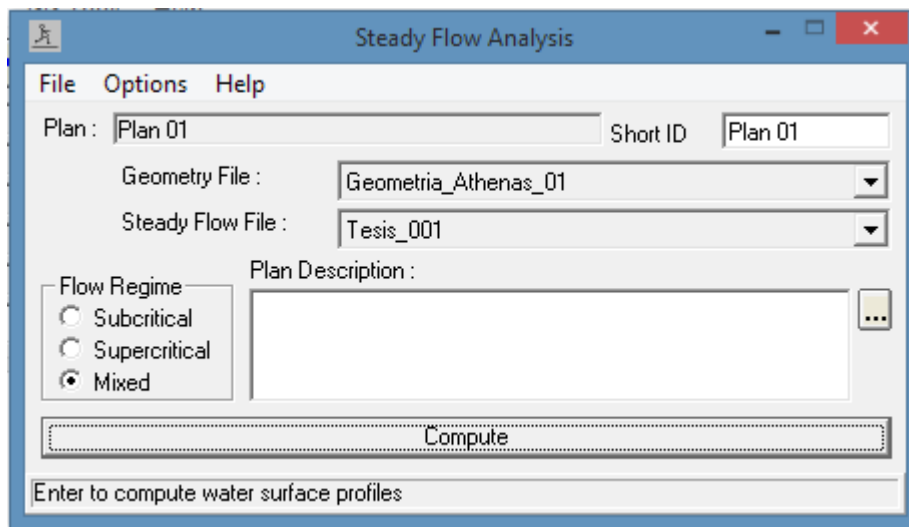 Steady Flow Analysis
File Options Help
Plan : Plan 01 Short ID Plan 01
Geometry File : Geometria_Athenas_01
Steady Flow File : Tesis_001
Plan Description :
Flow Regime
Subcritical
Supercritical
Mixed
...
Compute
Enter to compute water surface profiles